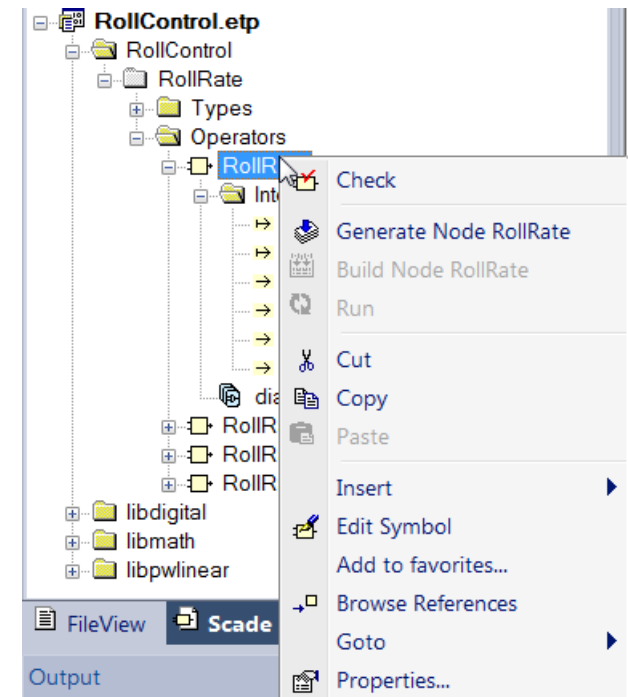 RollControl.etp
RollControl
RollRate
Types
Operators
RollR
Inte
dia
RollR
RollR
RollR
libdigital
libmath
libpwlinear
FileView
Scade
Output
Check
Generate Node RollRate
Build Node RollRate
Run
Cut
Copy
Paste
Insert
Edit Symbol
Add to favorites...
Browse References
Goto
Properties...